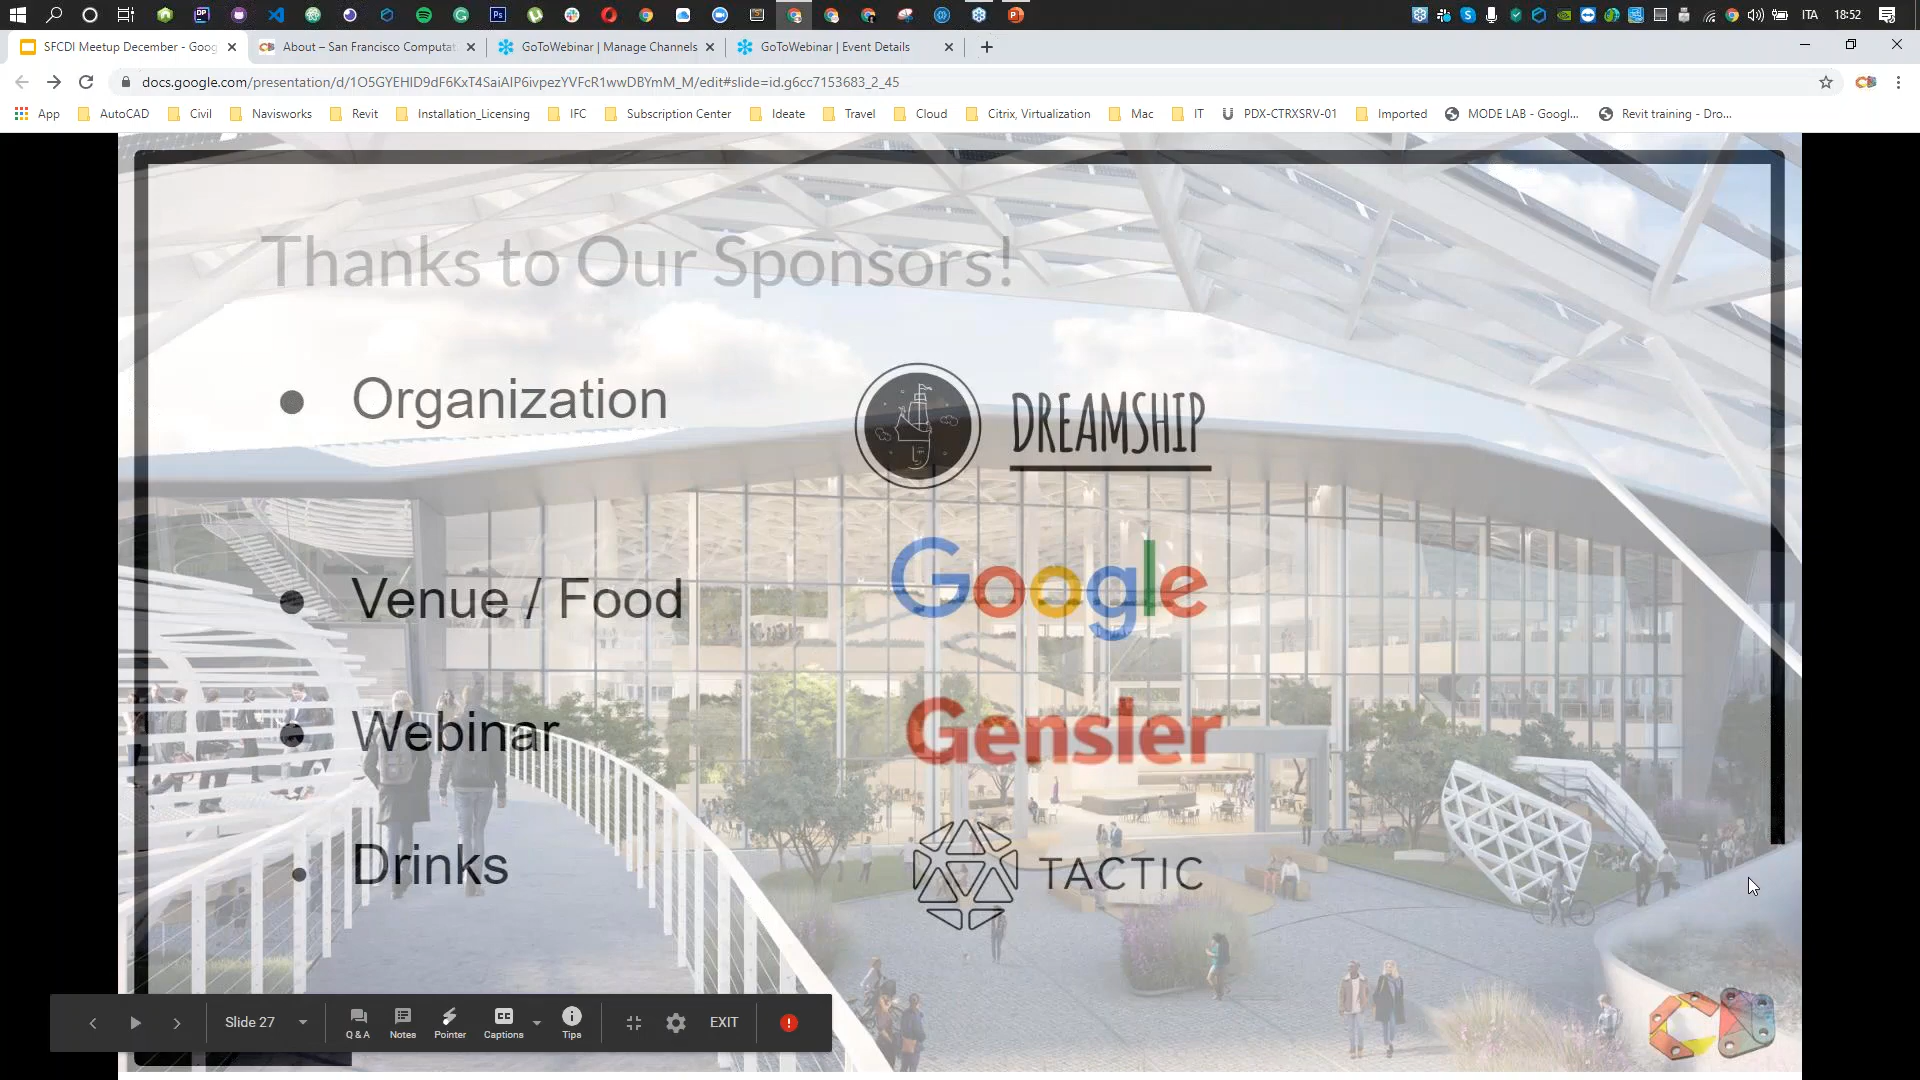 ITA 18:52
SFCDI Meetup December - Goog
About – San Francisco Computat
GoToWebinar | Manage Channels
GoToWebinar | Event Details
docs.google.com/presentation/d/1O5GYEHlD9dF6KxT4SaiAIP6ivpezYVFcR1wwDBYmM_M/edit#slide=id.g6cc7153683_2_45
App AutoCAD Civil Navisworks Revit Installation_Licensing IFC Subscription Center Ideate Travel Cloud Citrix, Virtualization Mac IT PDX-CTRXSRV-01 Imported MODE LAB - Googl... Revit training - Dro...
Thanks to Our Sponsors!
Organization
DREAMSHIP
Venue / Food
Google
Webinar
Gensler
Drinks
TACTIC
Slide 27
Q & A
Notes
Pointer
Captions
Tips
EXIT